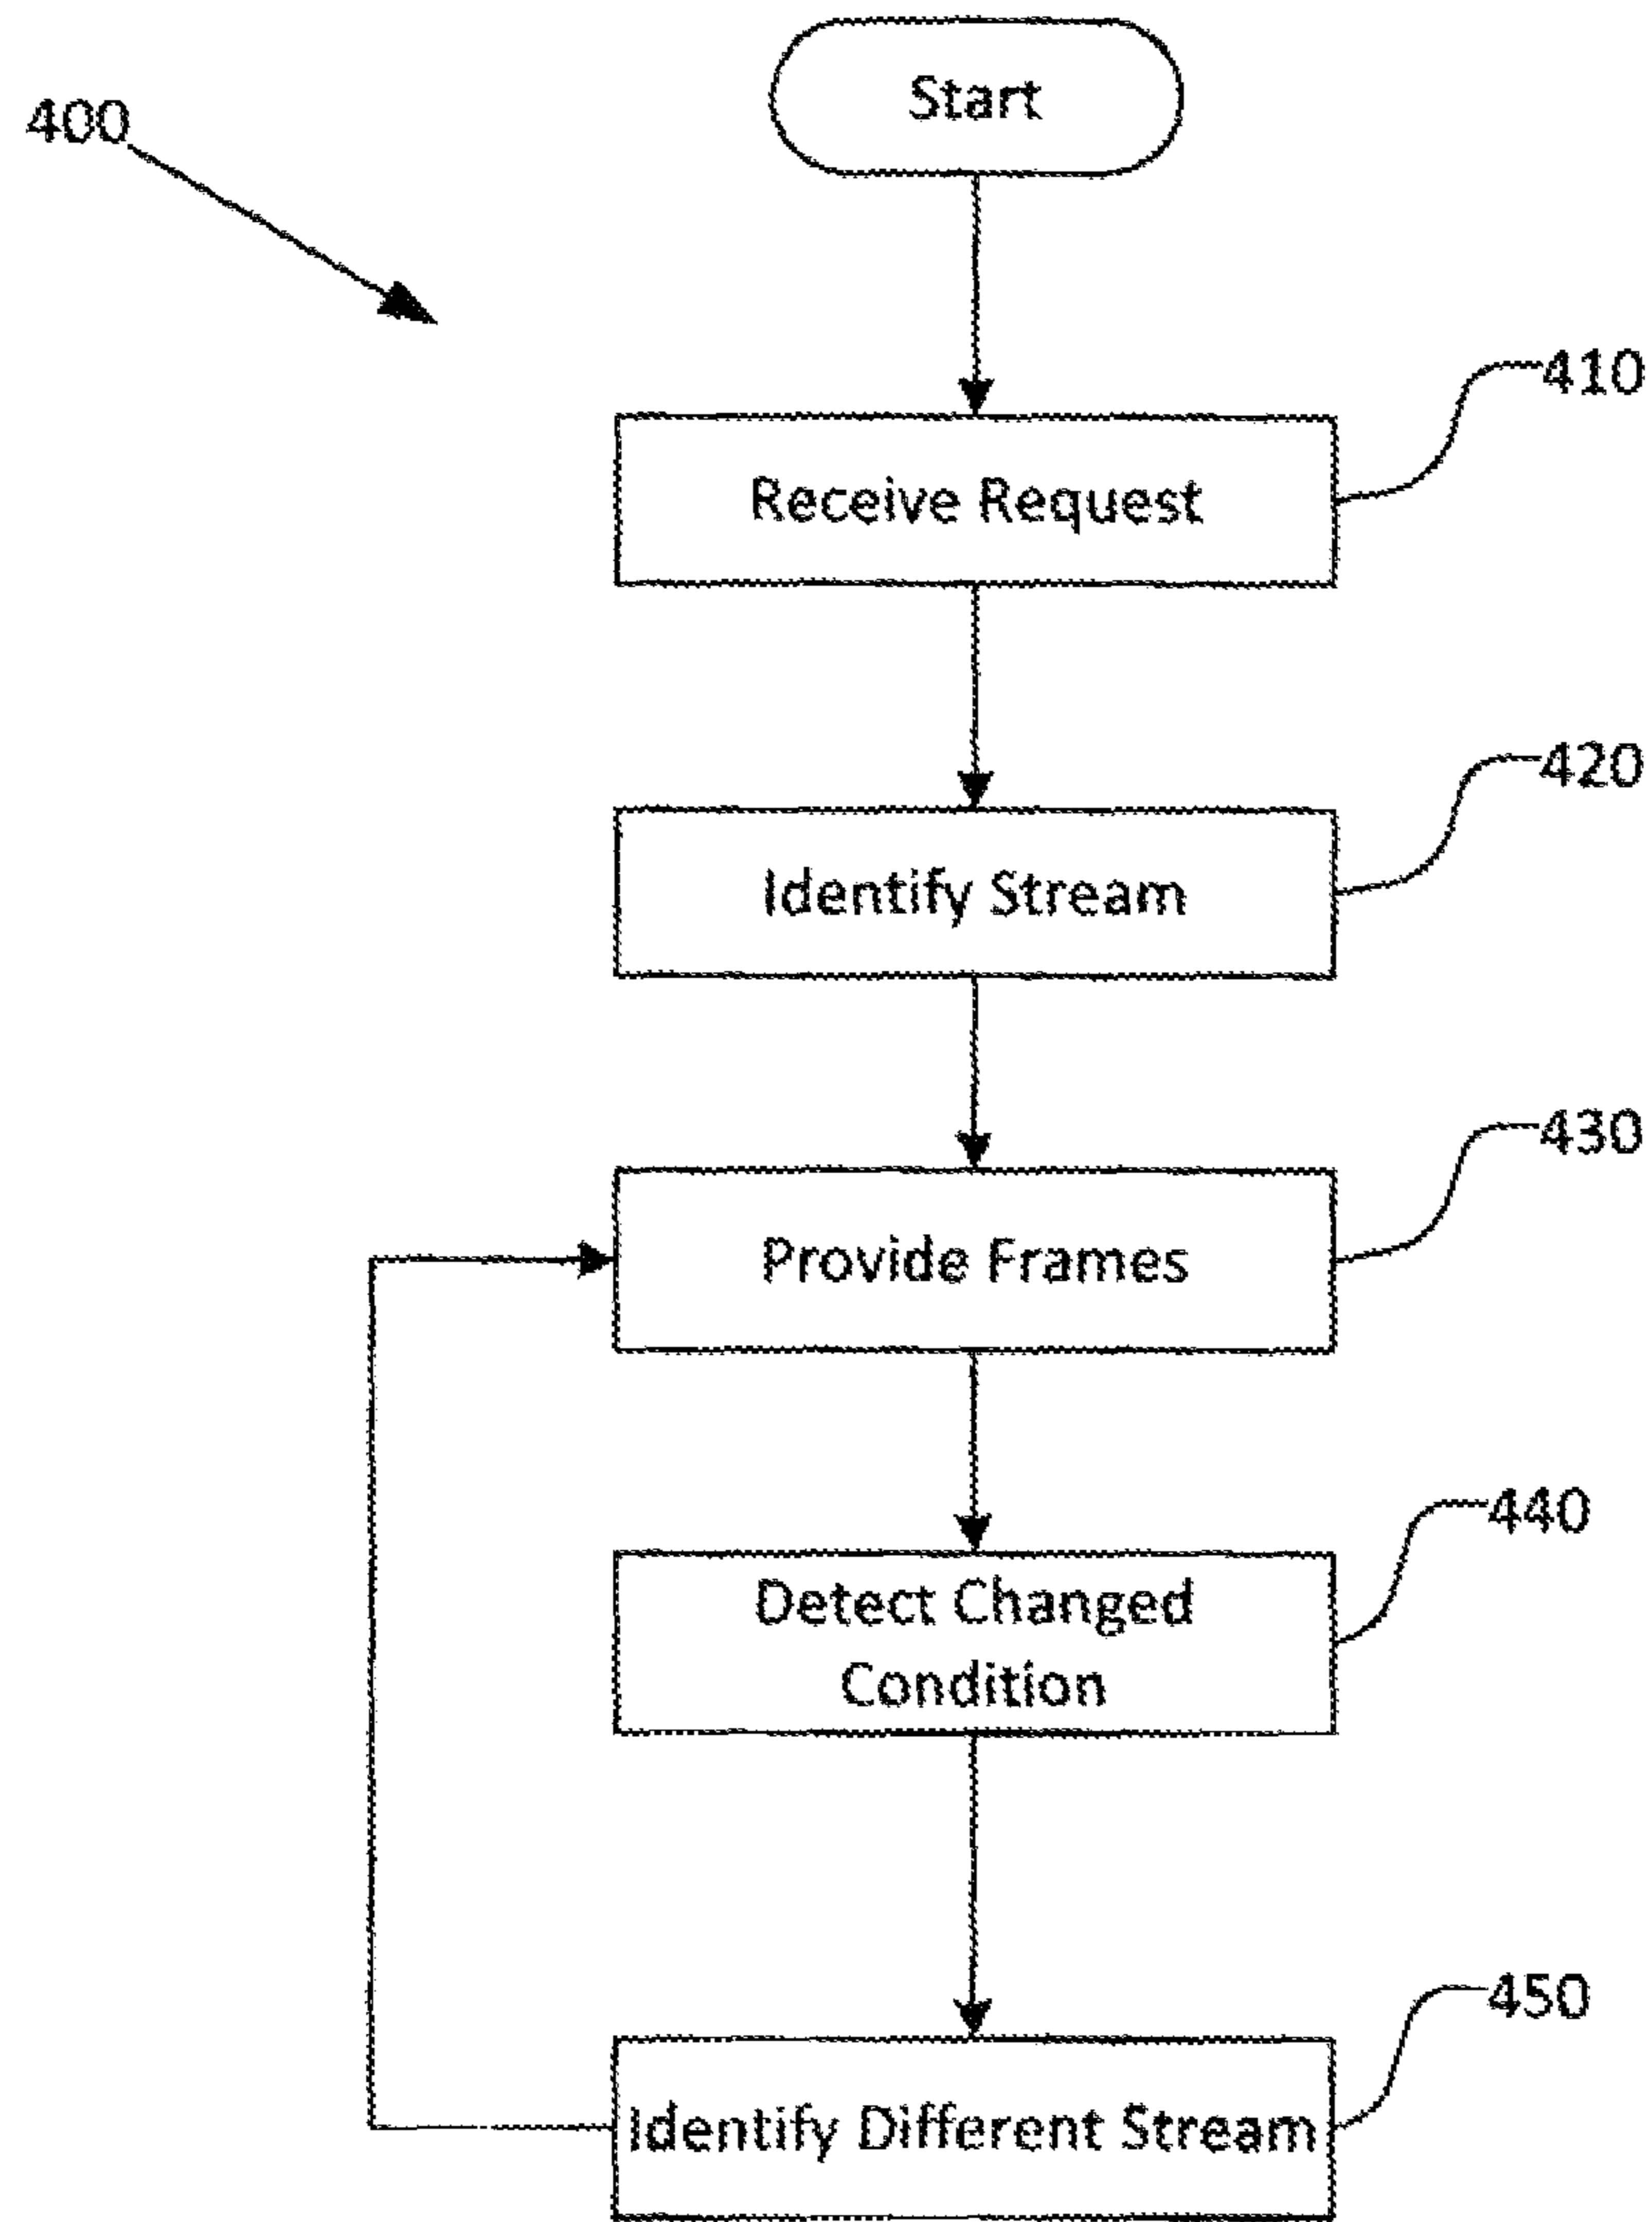 Start
400
410
Receive Request
420
Identify Stream
430
Provide Frames
440
Detect Changed
Condition
450
Identify Different Stream